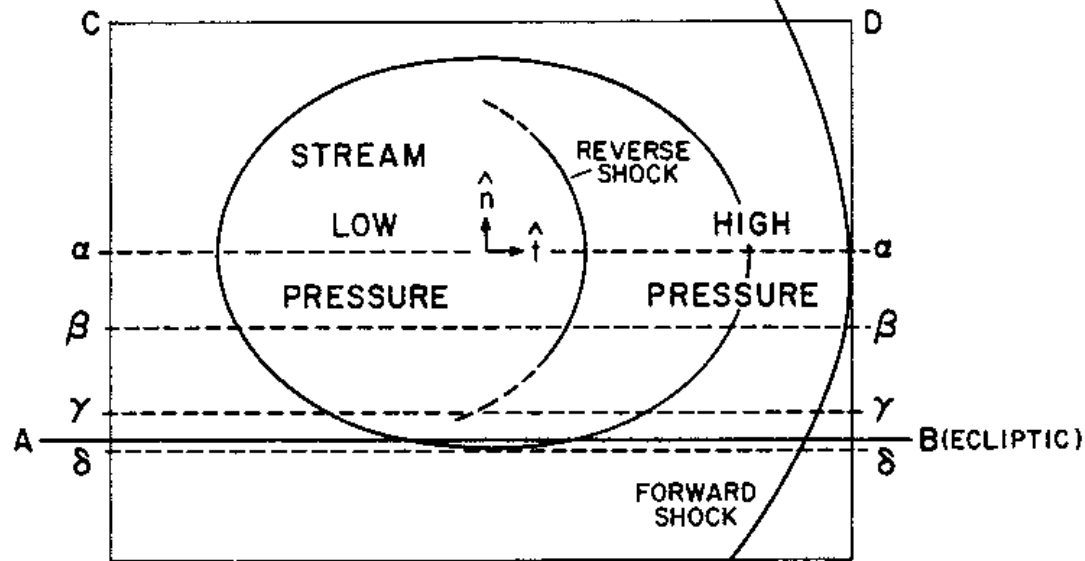 C D
STREAM
REVERSE
SHOCK
n̂
LOW HIGH
α t̂ α
PRESSURE PRESSURE
β β
γ γ
A B(ECLIPTIC)
δ δ
FORWARD
SHOCK